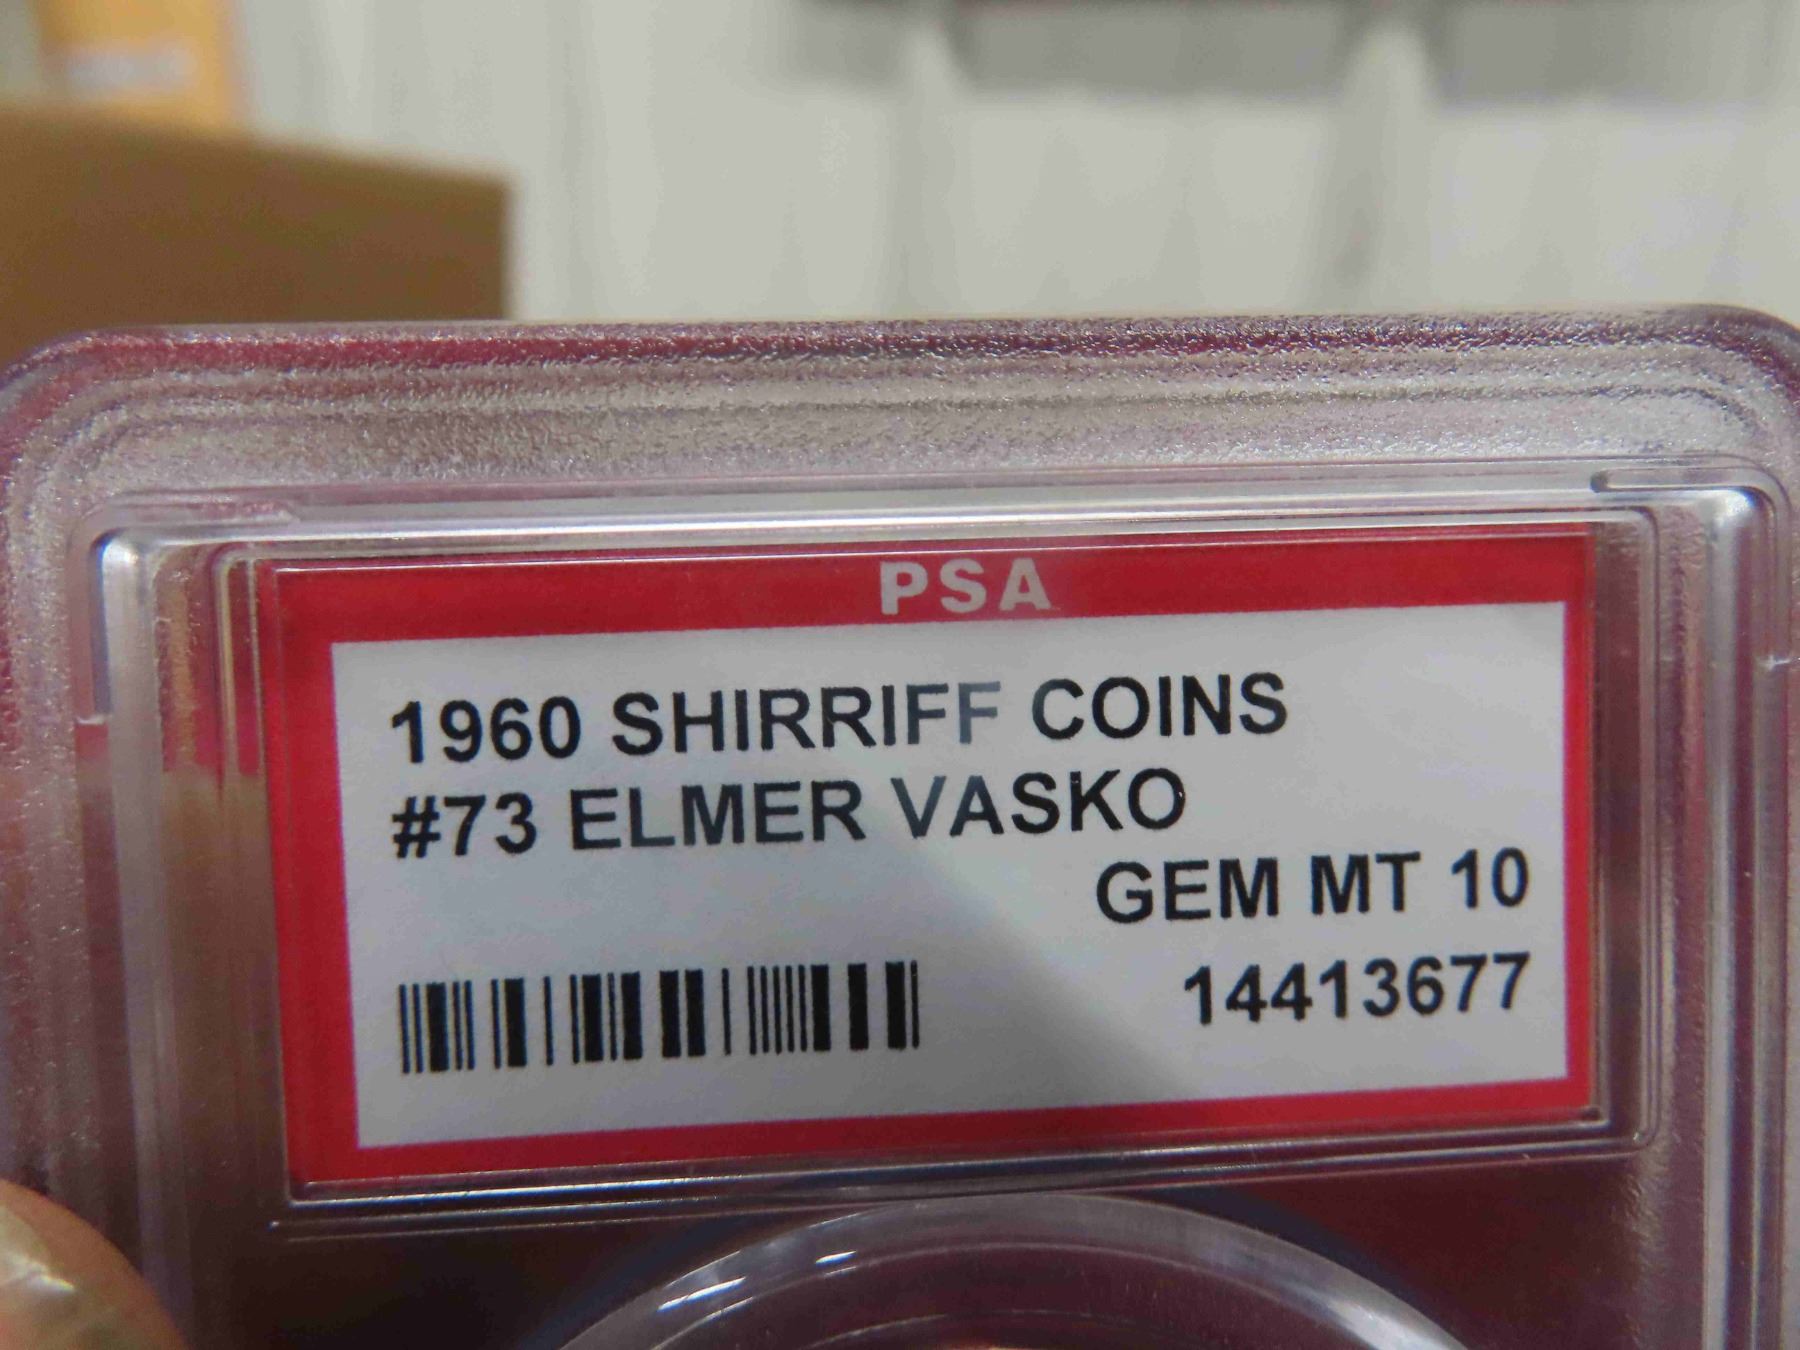 PSA
1960 SHIRRIFF COINS
#73 ELMER VASKO
GEM MT 10
14413677